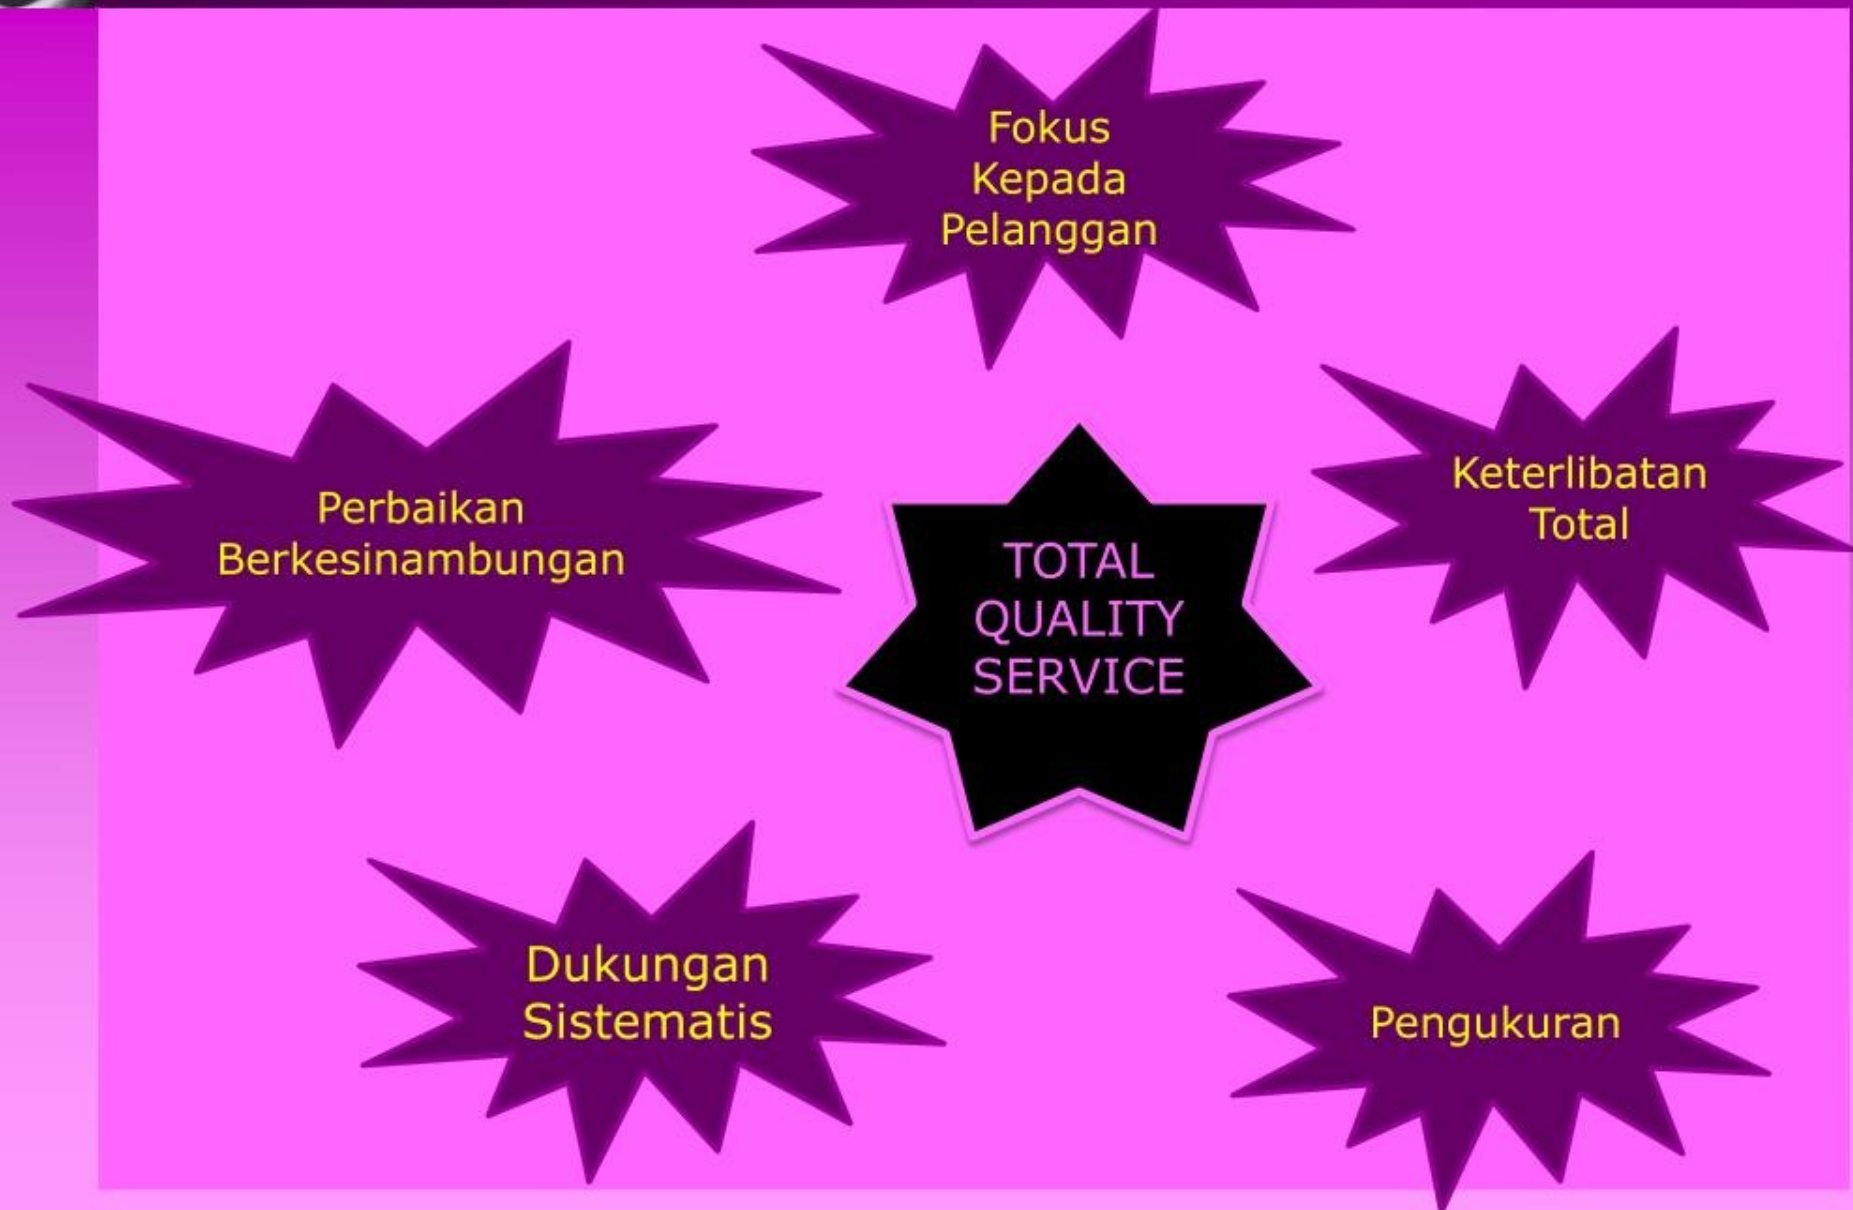 Fokus
Kepada
Pelanggan
Perbaikan
Berkesinambungan
Keterlibatan
Total
TOTAL
QUALITY
SERVICE
Dukungan
Sistematis
Pengukuran